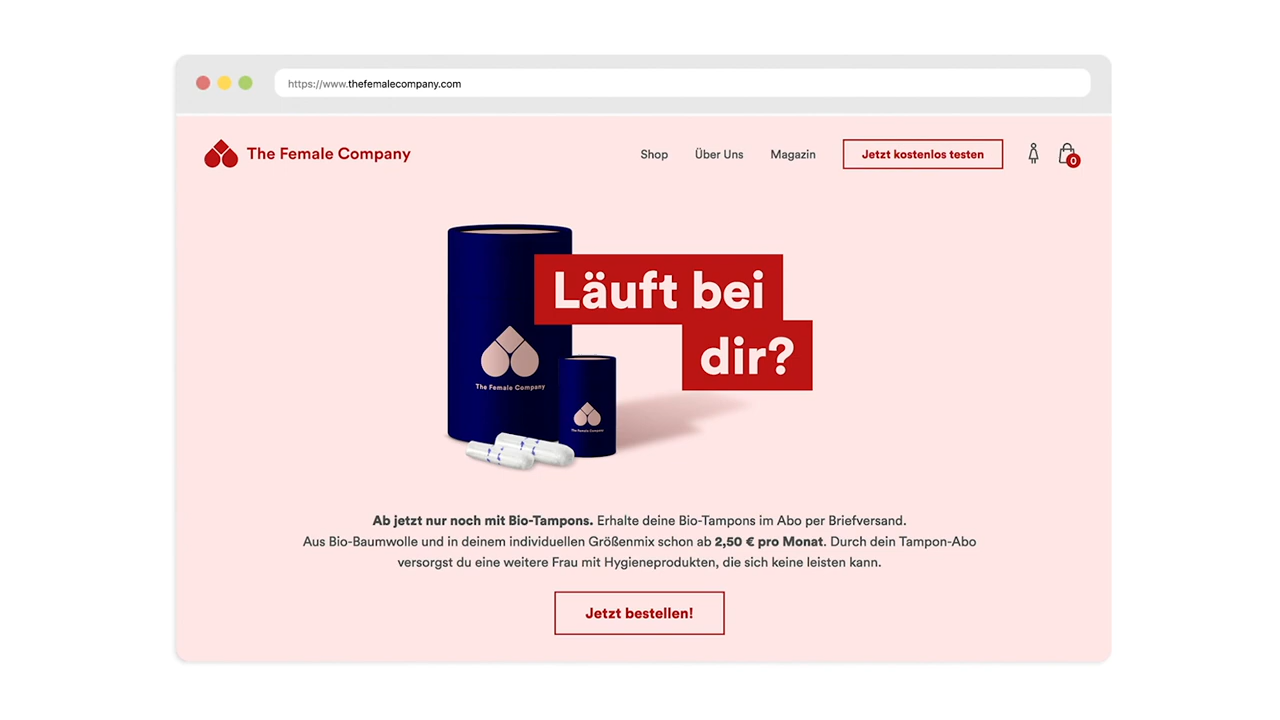 https://www.thefemalecompany.com
The Female Company
Shop
Über Uns
Magazin
Jetzt kostenlos testen
0
Läuft bei
dir?
The Female Company
The Female Company
Ab jetzt nur noch mit Bio-Tampons. Erhalte deine Bio-Tampons im Abo per Briefversand.
Aus Bio-Baumwolle und in deinem individuellen Größenmix schon ab 2,50 € pro Monat. Durch dein Tampon-Abo
versorgst du eine weitere Frau mit Hygieneprodukten, die sich keine leisten kann.
Jetzt bestellen!